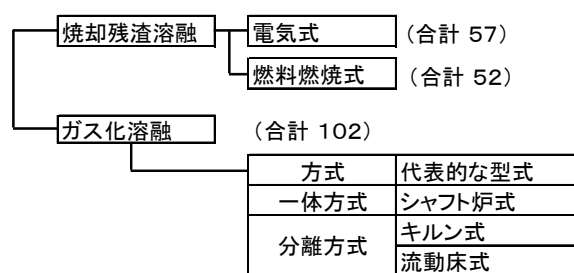 焼却残渣溶融 電気式 (合計 57)
燃料燃焼式 (合計 52)
ガス化溶融 (合計 102)
方式 代表的な型式
一体方式 シャフト炉式
分離方式 キルン式
流動床式